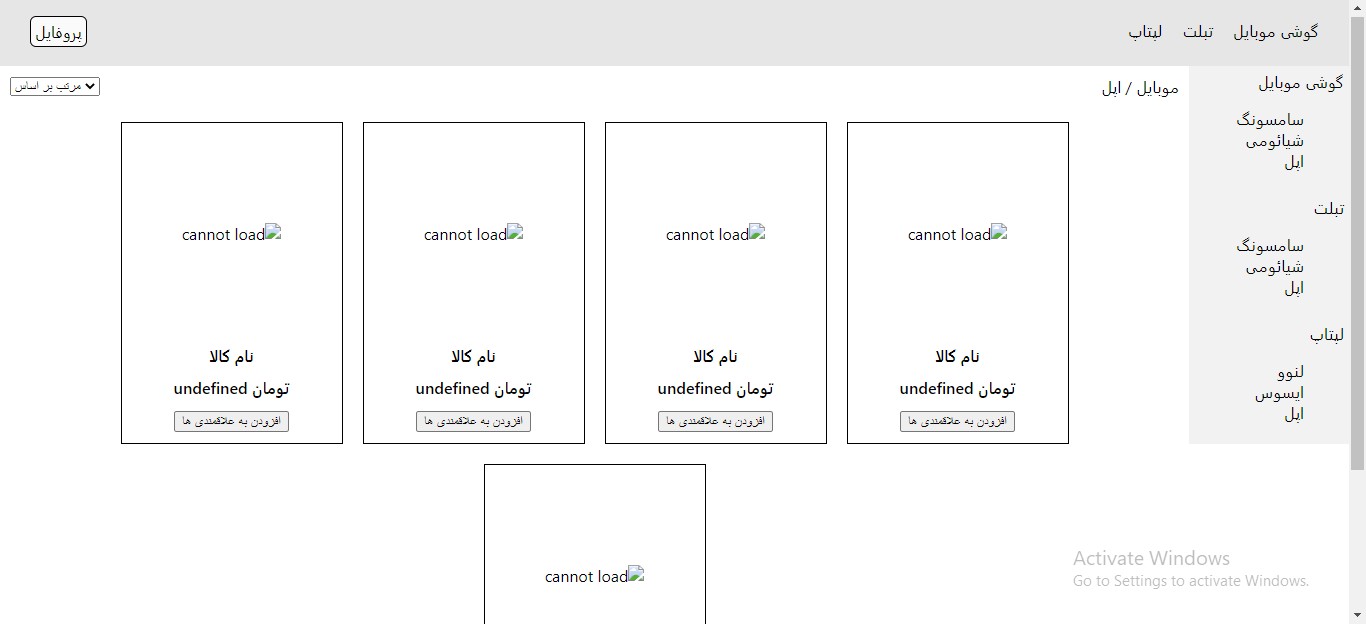 گوشی موبایل تبلت لپتاپ پروفایل
گوشی موبایل
سامسونگ
شیائومی
اپل
تبلت
سامسونگ
شیائومی
اپل
لپتاپ
لنوو
ایسوس
اپل
موبایل / اپل
مرتب بر اساس
cannot load
نام کالا
undefined تومان
افزودن به علاقمندی ها
cannot load
نام کالا
undefined تومان
افزودن به علاقمندی ها
cannot load
نام کالا
undefined تومان
افزودن به علاقمندی ها
cannot load
نام کالا
undefined تومان
افزودن به علاقمندی ها
cannot load
Activate Windows
Go to Settings to activate Windows.